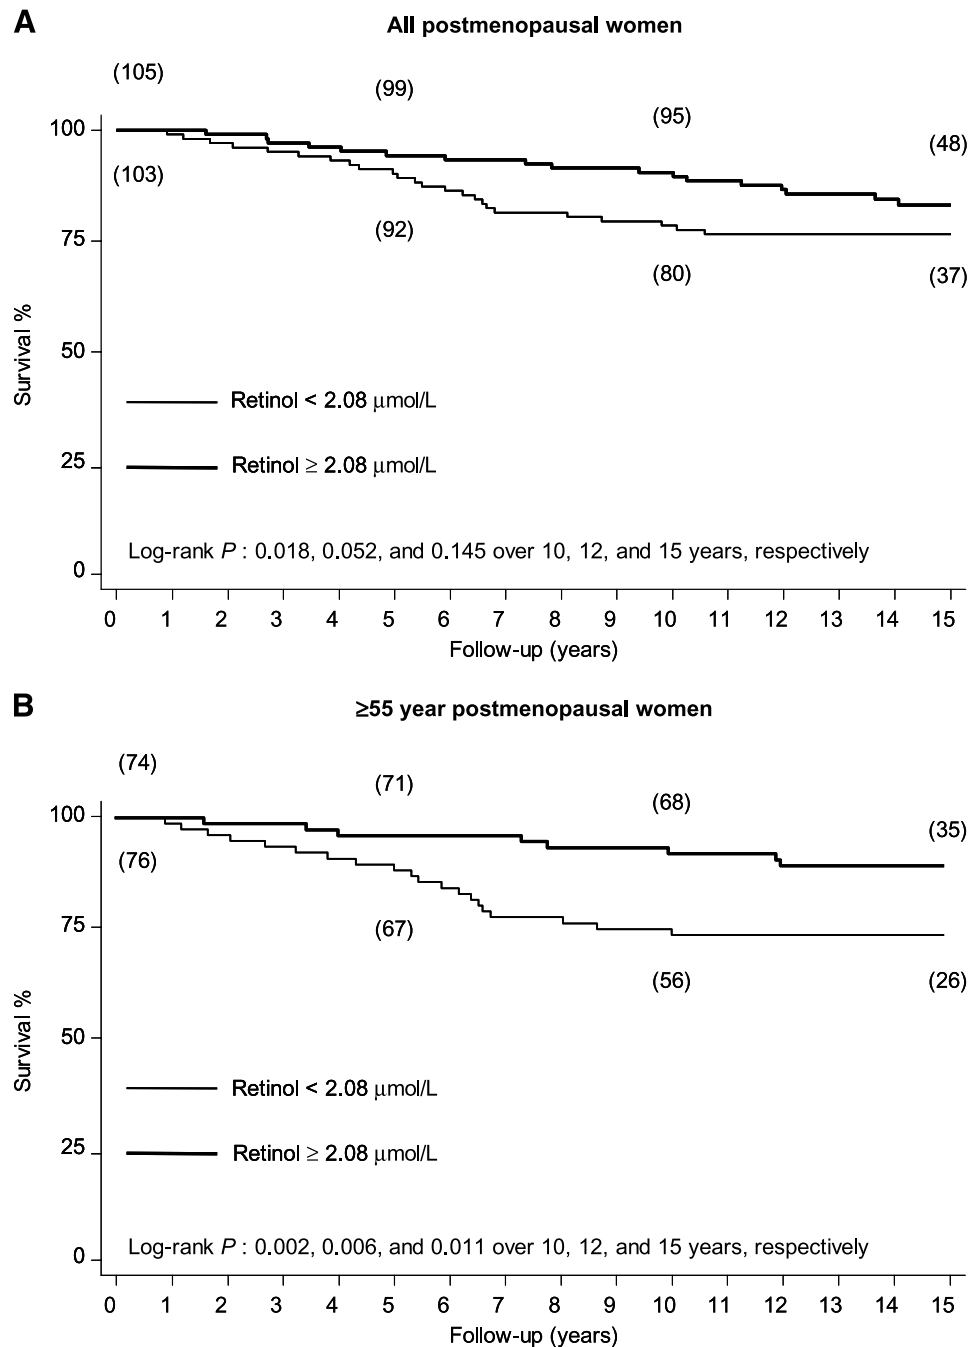 A
All postmenopausal women
(105)
(99)
(95)
(48)
100
(103)
(92)
75
(80)
(37)
Survival %
50
Retinol < 2.08 μmol/L
25
Retinol ≥ 2.08 μmol/L
Log-rank P : 0.018, 0.052, and 0.145 over 10, 12, and 15 years, respectively
0
0 1 2 3 4 5 6 7 8 9 10 11 12 13 14 15
Follow-up (years)
B
≥55 year postmenopausal women
(74)
(71)
(68)
(35)
100
(76)
(67)
75
(56)
(26)
Survival %
50
Retinol < 2.08 μmol/L
25
Retinol ≥ 2.08 μmol/L
Log-rank P : 0.002, 0.006, and 0.011 over 10, 12, and 15 years, respectively
0
0 1 2 3 4 5 6 7 8 9 10 11 12 13 14 15
Follow-up (years)